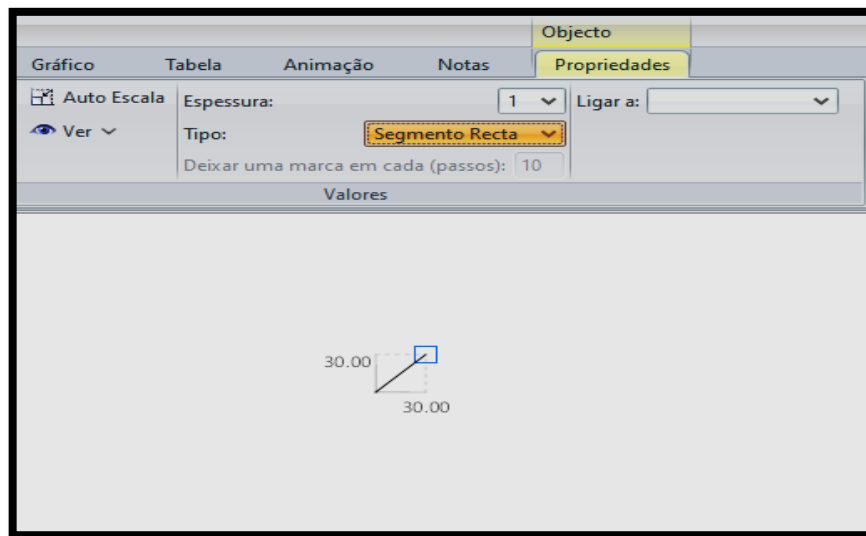 Objecto
Gráfico Tabela Animação Notas Propriedades
Auto Escala Espessura: 1 Ligar a:
Ver Tipo: Segmento Recta
Deixar uma marca em cada (passos): 10
Valores
30.00
30.00